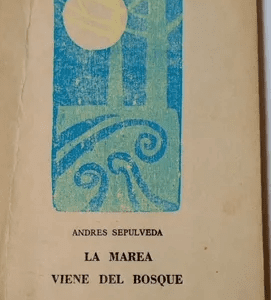 ANDRES SEPULVEDA
LA MAREA
VIENE DEL BOSQUE